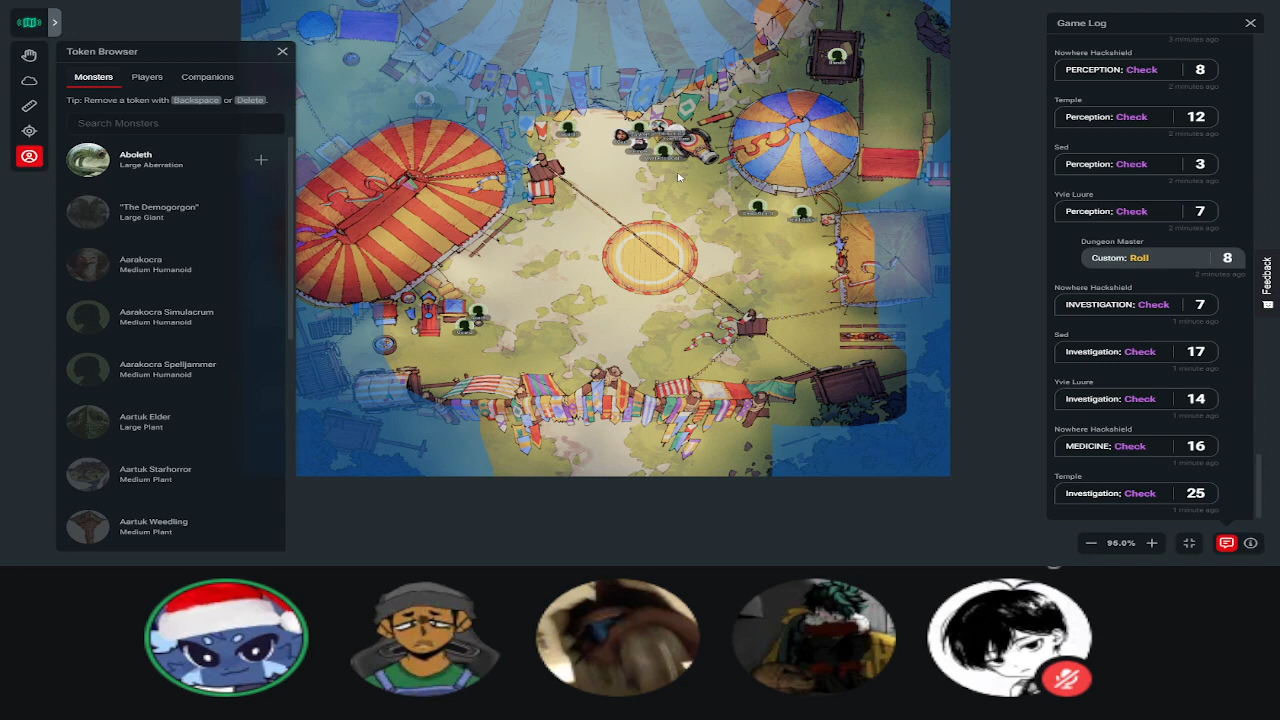 Token Browser
Monsters Players Companions
Tip: Remove a token with Backspace or Delete.
Search Monsters
Aboleth
Large Aberration
"The Demogorgon"
Large Giant
Aarakocra
Medium Humanoid
Aarakocra Simulacrum
Medium Humanoid
Aarakocra Spelljammer
Medium Humanoid
Aartuk Elder
Large Plant
Aartuk Starhorror
Medium Plant
Aartuk Weedling
Medium Plant
Game Log
3 minutes ago
Nowhere Hackshield
PERCEPTION: Check 8
2 minutes ago
Temple
Perception: Check 12
2 minutes ago
Sed
Perception: Check 3
2 minutes ago
Yvie Luure
Perception: Check 7
2 minutes ago
Dungeon Master
Custom: Roll 8
2 minutes ago
Nowhere Hackshield
INVESTIGATION: Check 7
1 minute ago
Sed
Investigation: Check 17
1 minute ago
Yvie Luure
Investigation: Check 14
1 minute ago
Nowhere Hackshield
MEDICINE: Check 16
1 minute ago
Temple
Investigation: Check 25
1 minute ago
96.0%
Feedback